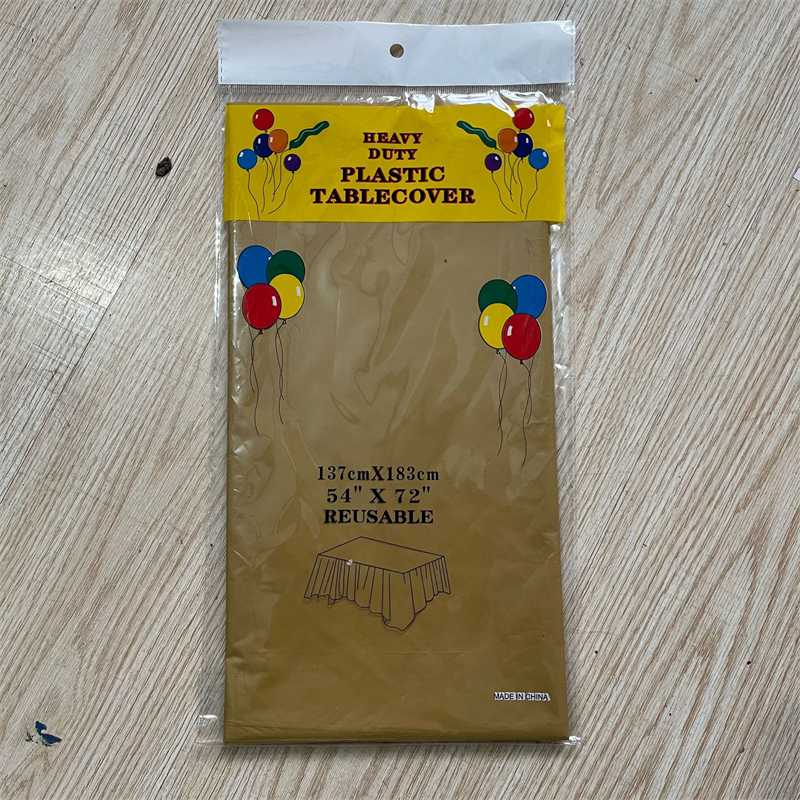 HEAVY
DUTY
PLASTIC
TABLECOVER
137cmX183cm
54" X 72"
REUSABLE
MADE IN CHINA